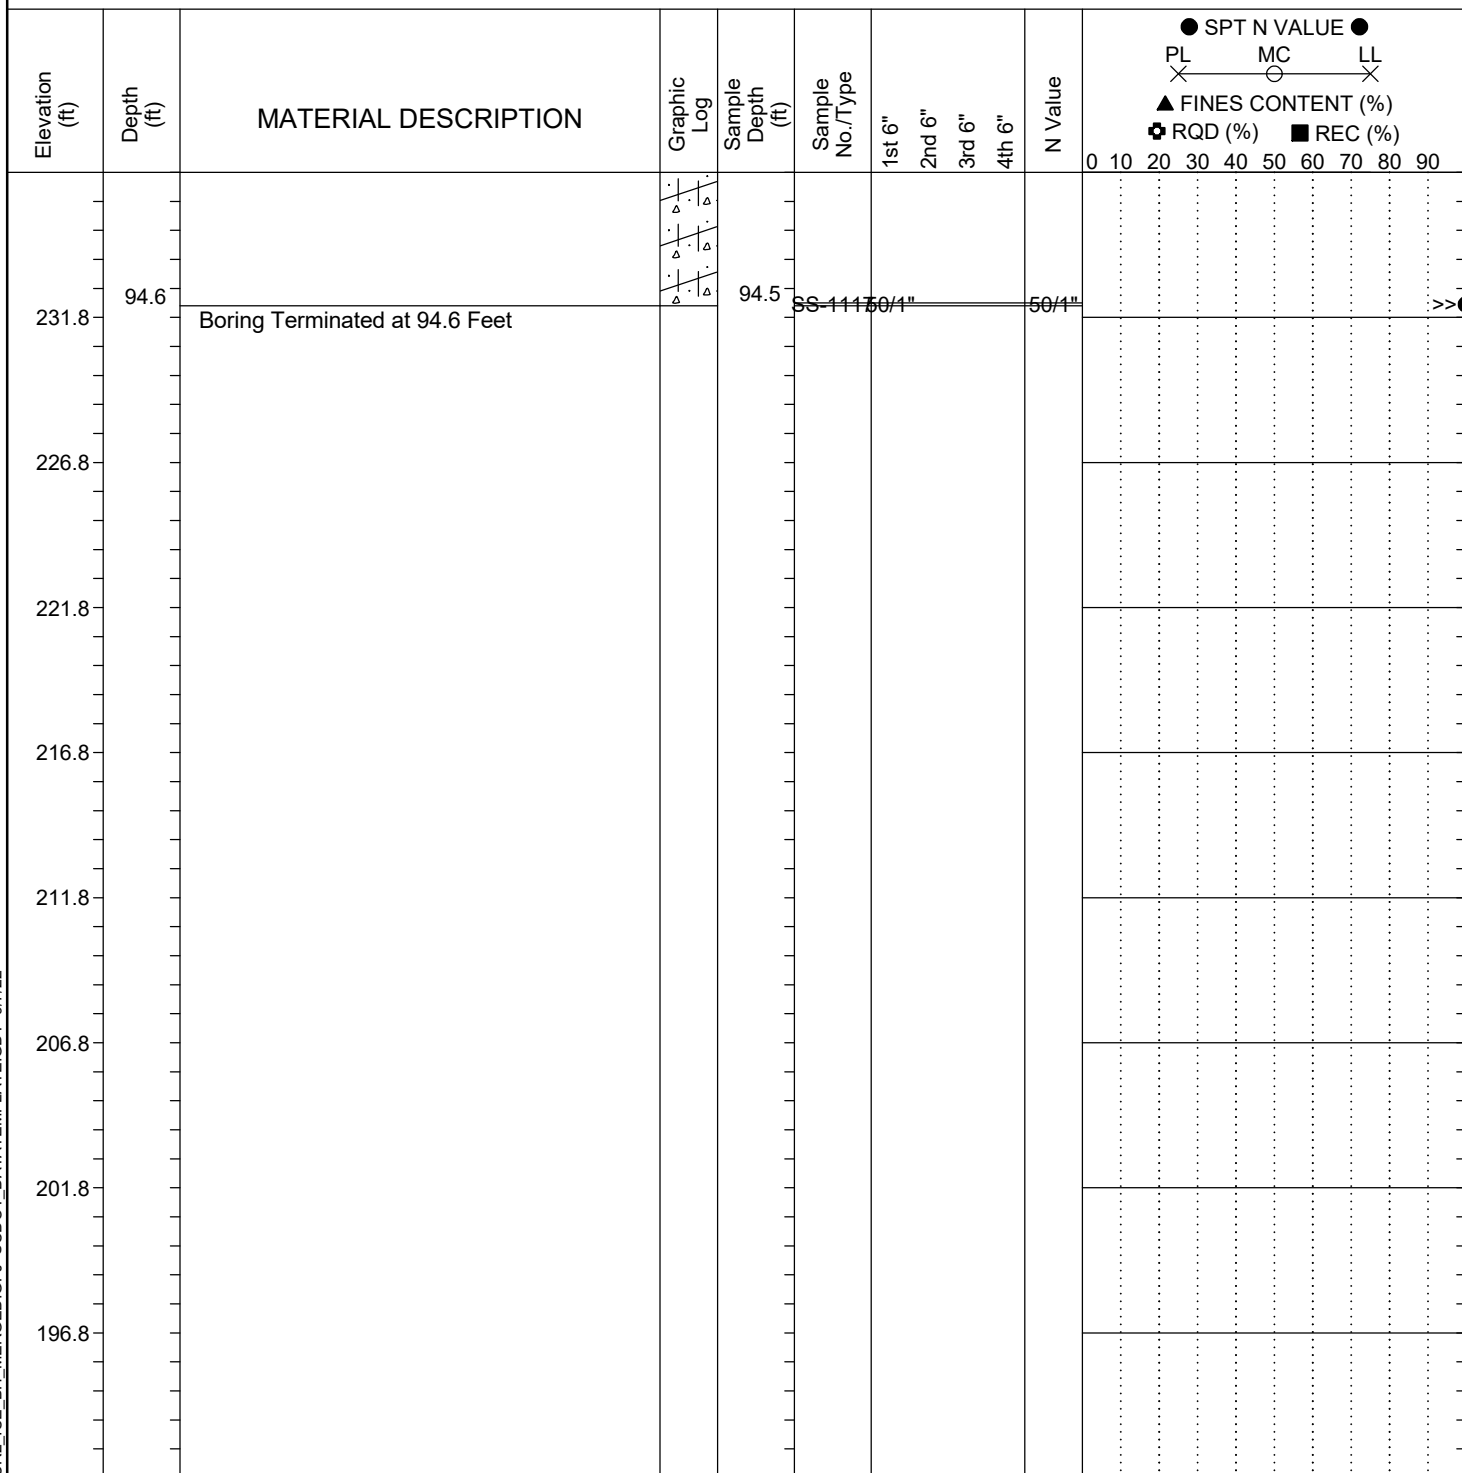 ● SPT N VALUE ●
PL MC LL
▲ FINES CONTENT (%)
RQD (%) ■ REC (%)
0 10 20 30 40 50 60 70 80 90
Elevation
(ft)
Depth
(ft)
MATERIAL DESCRIPTION
Graphic
Log
Sample
Depth
(ft)
Sample
No./Type
1st 6"
2nd 6"
3rd 6"
4th 6"
N Value
94.6
94.5
50/1"
50/1"
>>●
231.8
Boring Terminated at 94.6 Feet
226.8
221.8
216.8
211.8
206.8
201.8
196.8